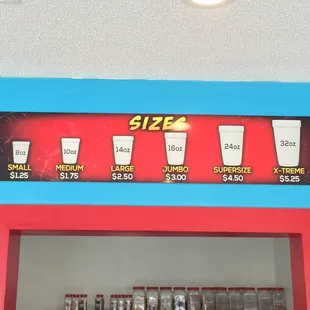 SIZES
8oz 10oz 14oz 16oz 24oz 32oz
SMALL MEDIUM LARGE JUMBO SUPERSIZE X-TREME
$1.25 $1.75 $2.50 $3.00 $4.50 $5.25